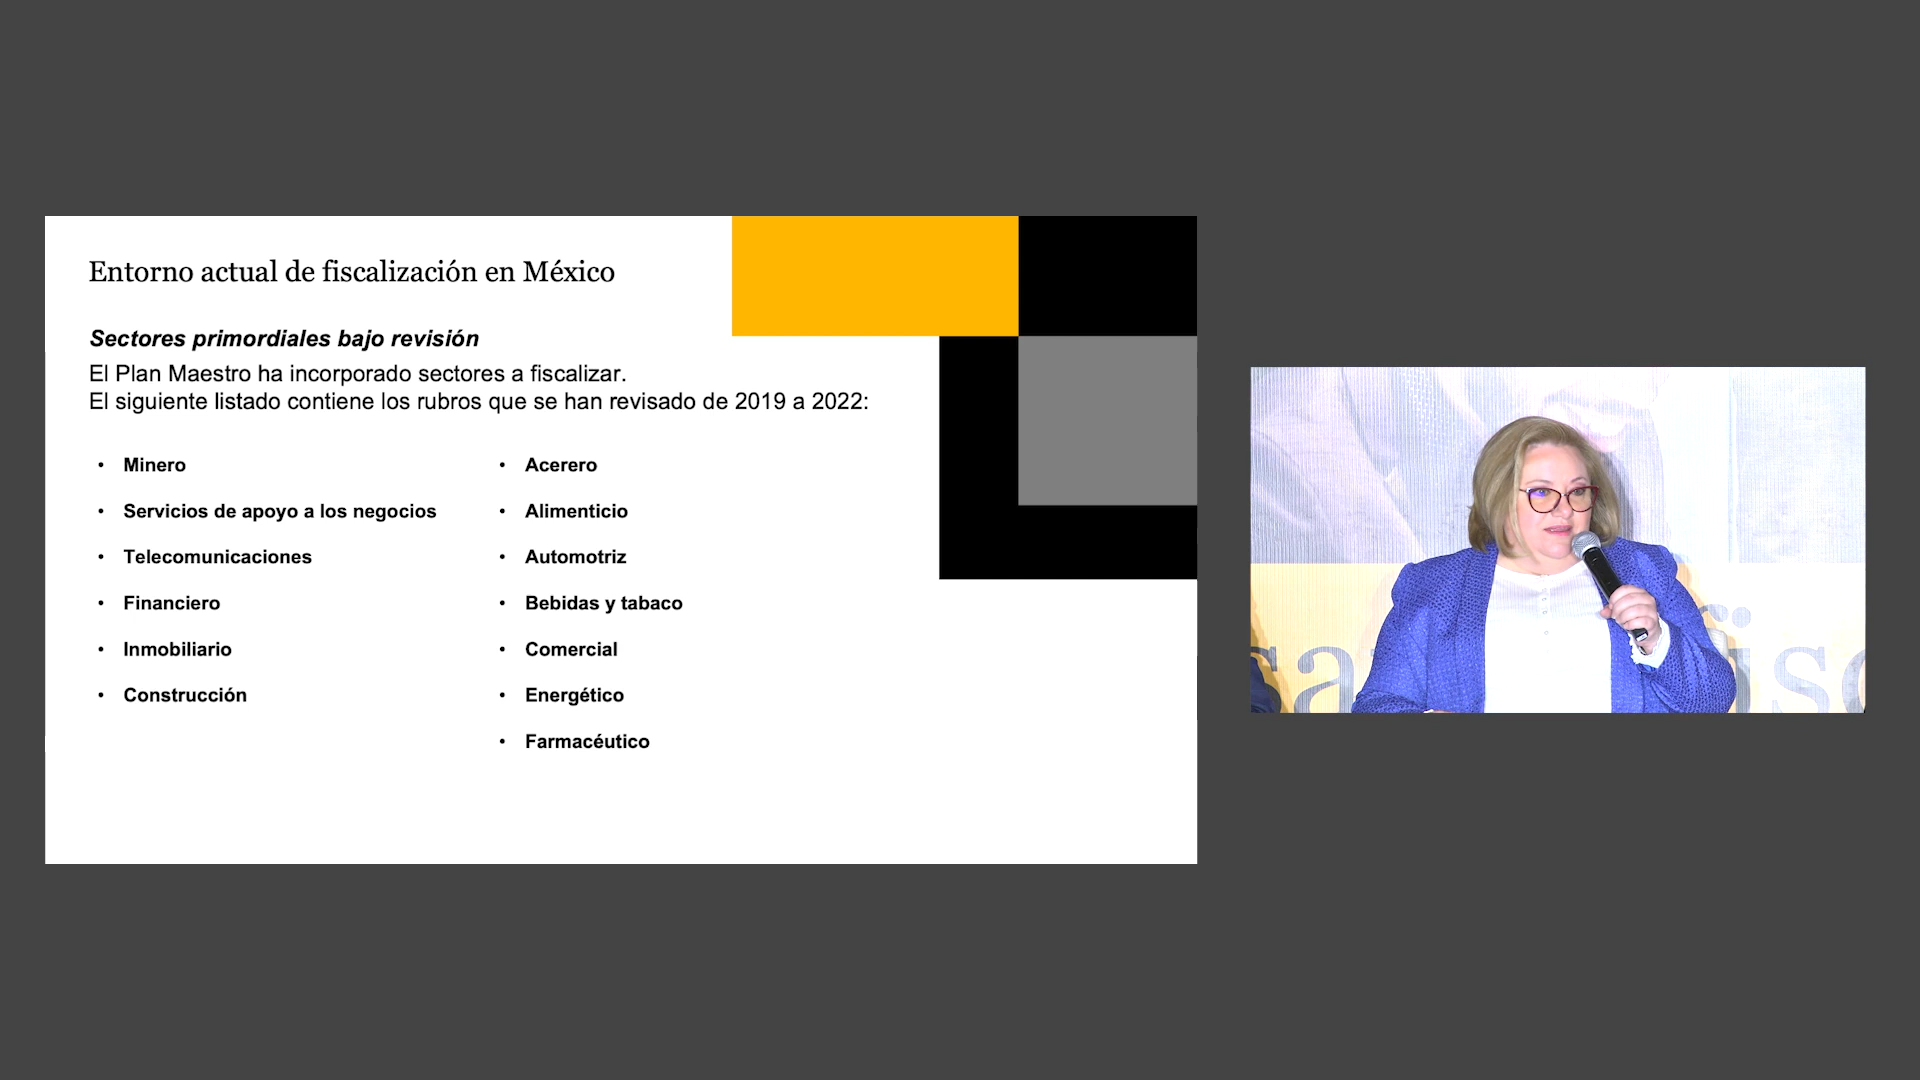 Entorno actual de fiscalización en México
Sectores primordiales bajo revisión
El Plan Maestro ha incorporado sectores a fiscalizar.
El siguiente listado contiene los rubros que se han revisado de 2019 a 2022:
• Minero
• Servicios de apoyo a los negocios
• Telecomunicaciones
• Financiero
• Inmobiliario
• Construcción
• Acerero
• Alimenticio
• Automotriz
• Bebidas y tabaco
• Comercial
• Energético
• Farmacéutico